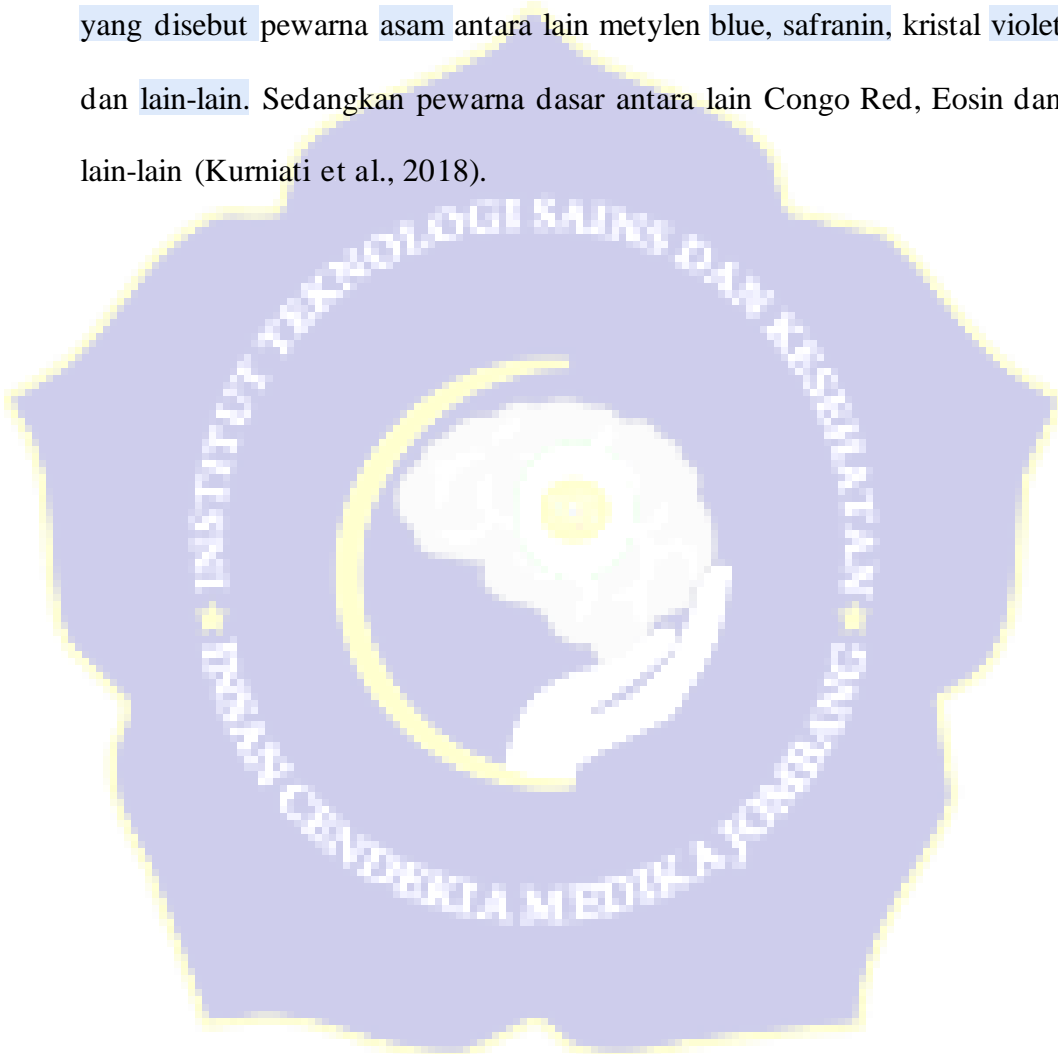 yang disebut pewarna asam antara lain metylen blue, safranin, kristal violet
dan lain-lain. Sedangkan pewarna dasar antara lain Congo Red, Eosin dan
lain-lain (Kurniati et al., 2018).
INSTITUT TEKNOLOGI SAINS DAN KESEHATAN
INSAN CENDEKIA MEDIKA JOMBANG